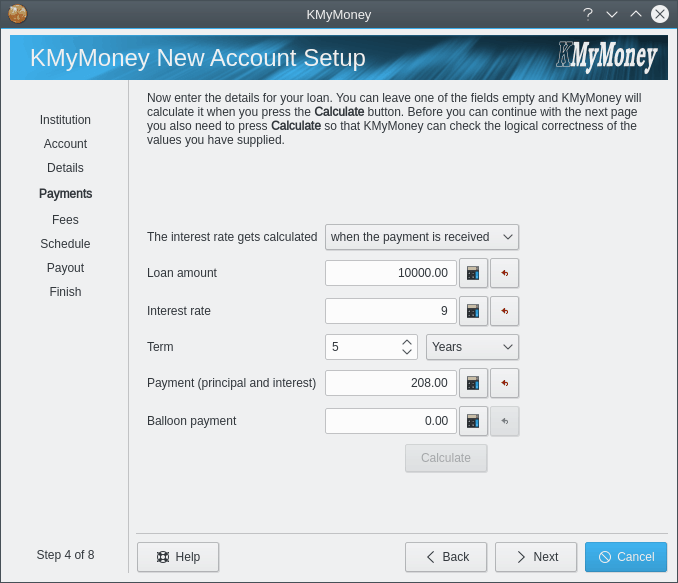 KMyMoney
KMyMoney New Account Setup
KMyMoney
Institution
Account
Details
Payments
Fees
Schedule
Payout
Finish
Step 4 of 8
Now enter the details for your loan. You can leave one of the fields empty and KMyMoney will
calculate it when you press the Calculate button. Before you can continue with the next page
you also need to press Calculate so that KMyMoney can check the logical correctness of the
values you have supplied.
The interest rate gets calculated when the payment is received
Loan amount 10000.00
Interest rate 9
Term 5 Years
Payment (principal and interest) 208.00
Balloon payment 0.00
Calculate
Help Back Next Cancel